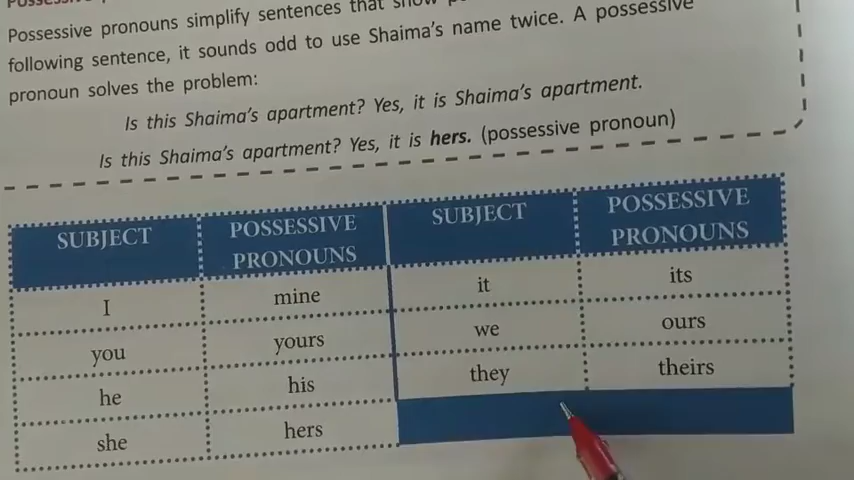 Possessive pronouns simplify sentences that show
following sentence, it sounds odd to use Shaima's name twice. A possessive
pronoun solves the problem:
Is this Shaima's apartment? Yes, it is Shaima's apartment.
Is this Shaima's apartment? Yes, it is hers. (possessive pronoun)
SUBJECT POSSESSIVE PRONOUNS SUBJECT POSSESSIVE PRONOUNS
I mine it its
you yours we ours
he his they theirs
she hers